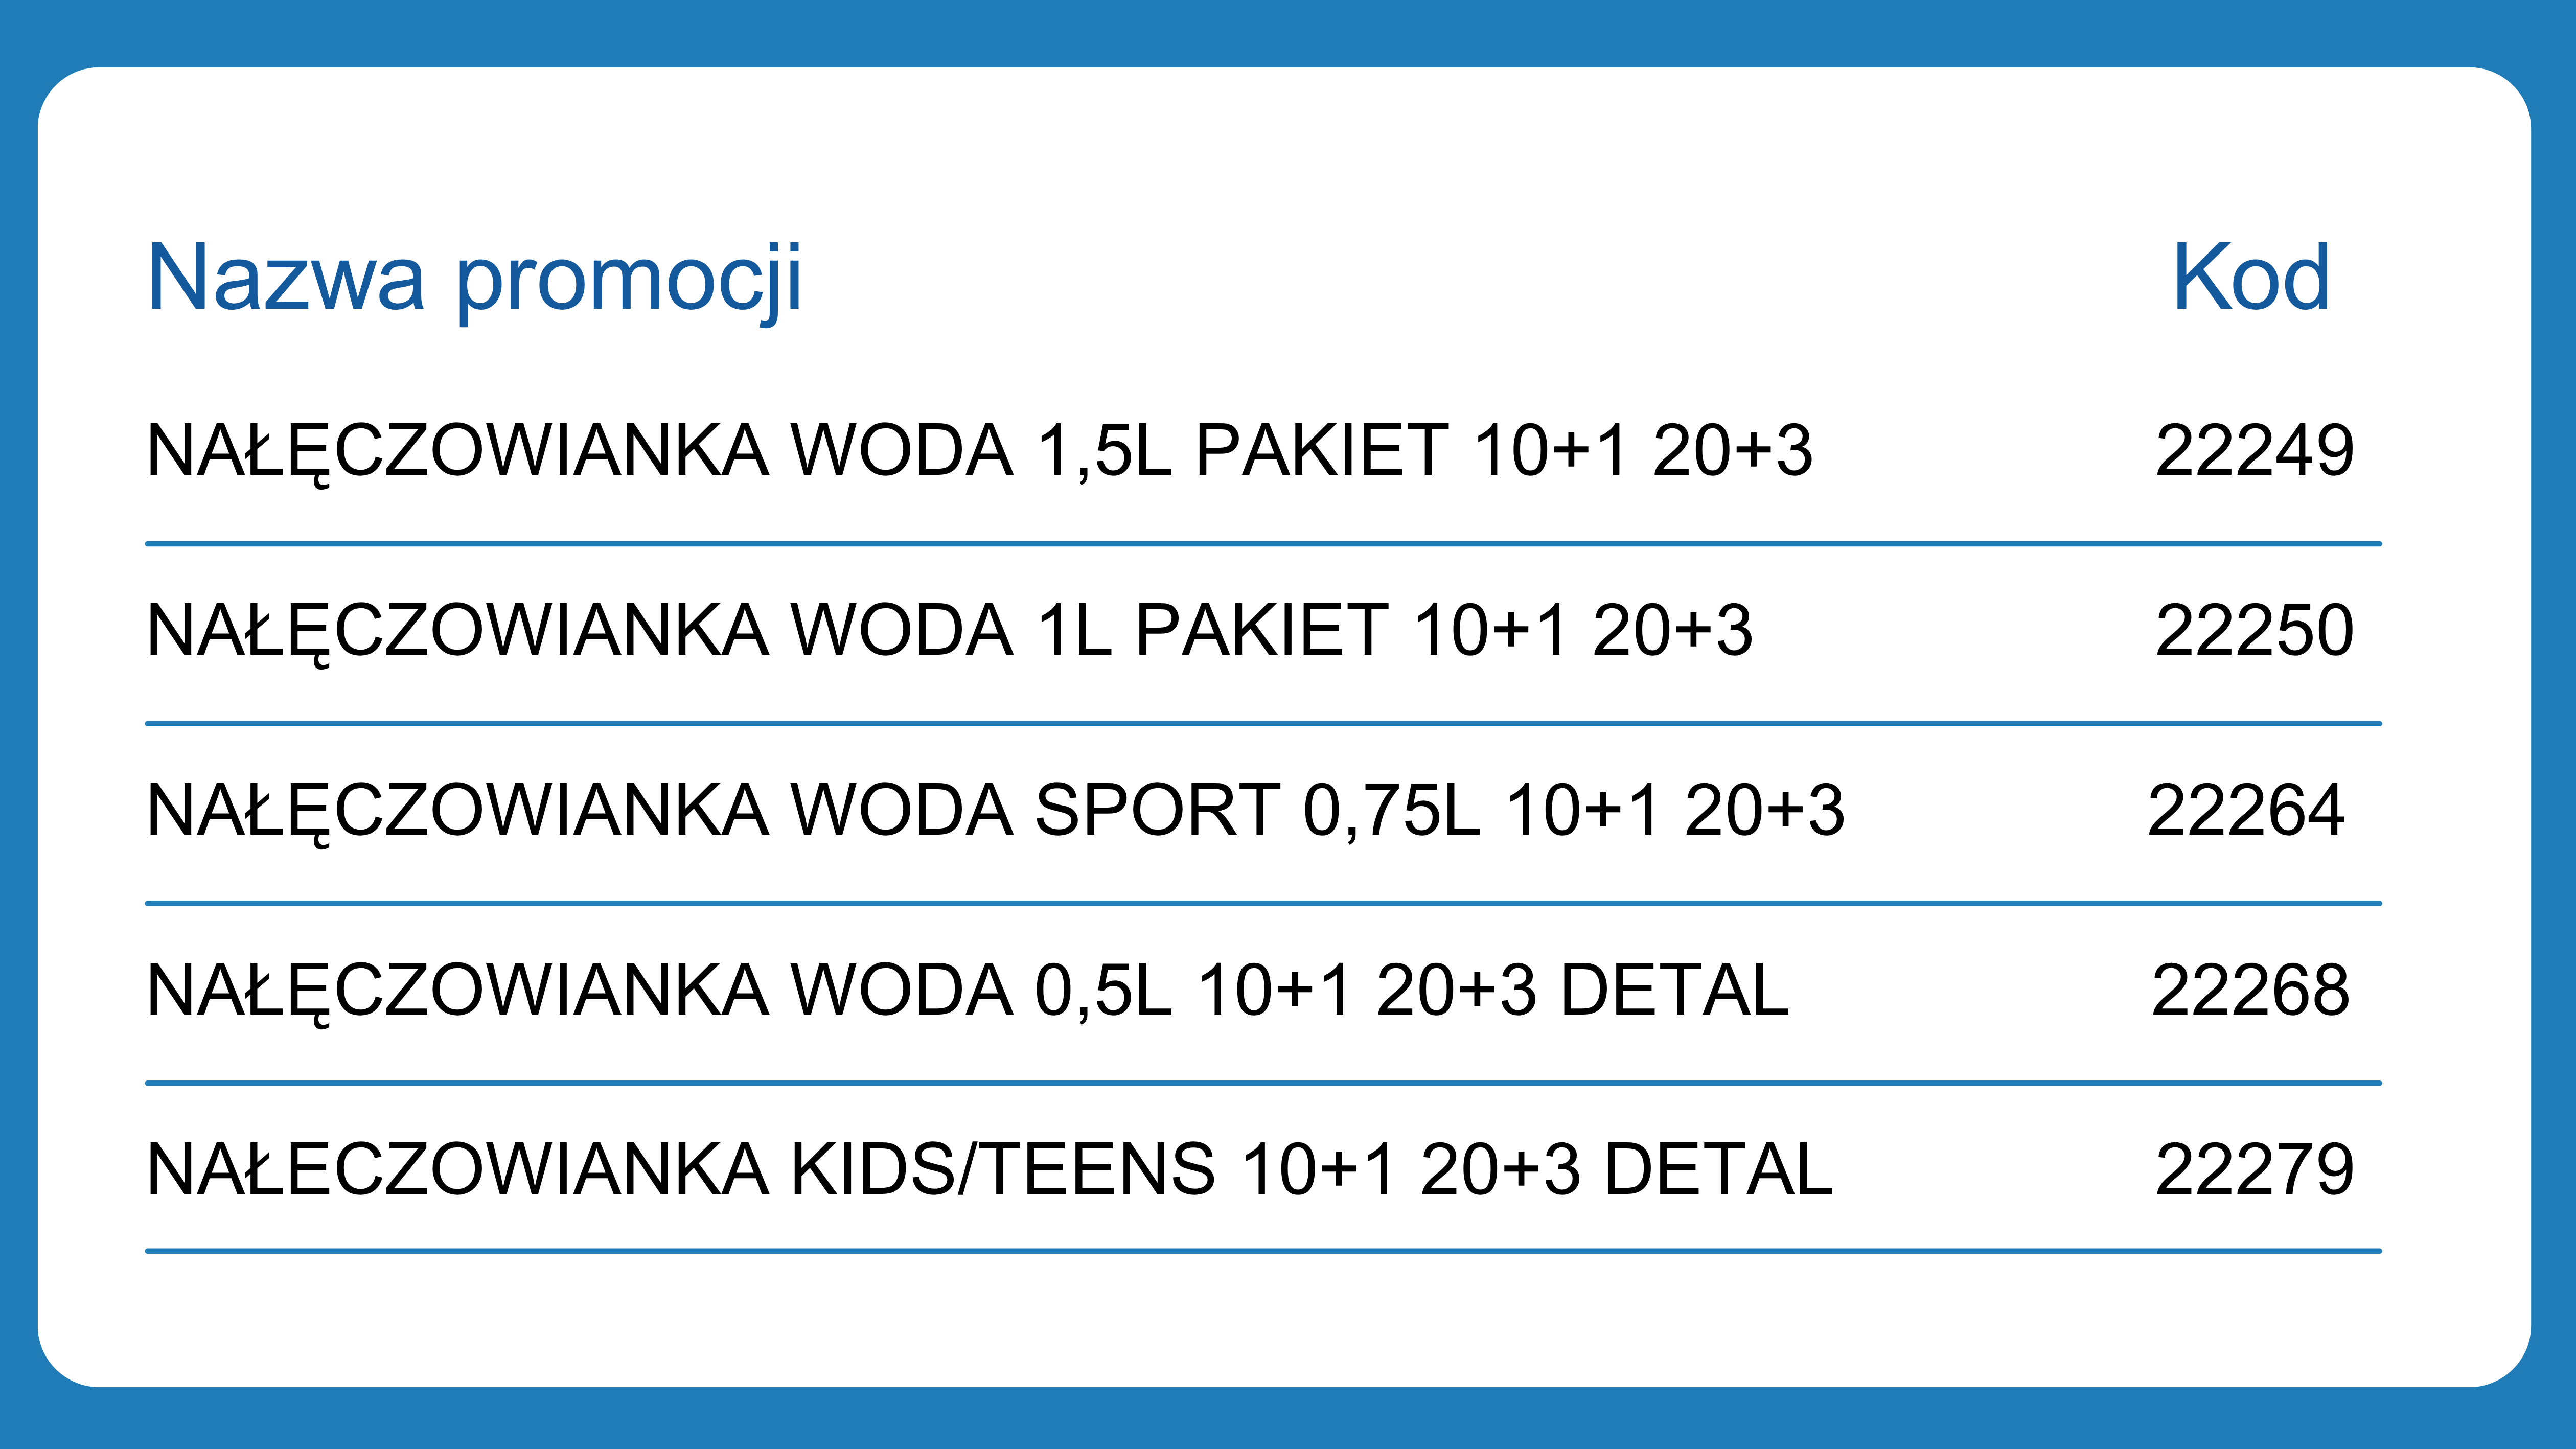 Nazwa promocji Kod
NAŁĘCZOWIANKA WODA 1,5L PAKIET 10+1 20+3 22249
NAŁĘCZOWIANKA WODA 1L PAKIET 10+1 20+3 22250
NAŁĘCZOWIANKA WODA SPORT 0,75L 10+1 20+3 22264
NAŁĘCZOWIANKA WODA 0,5L 10+1 20+3 DETAL 22268
NAŁECZOWIANKA KIDS/TEENS 10+1 20+3 DETAL 22279